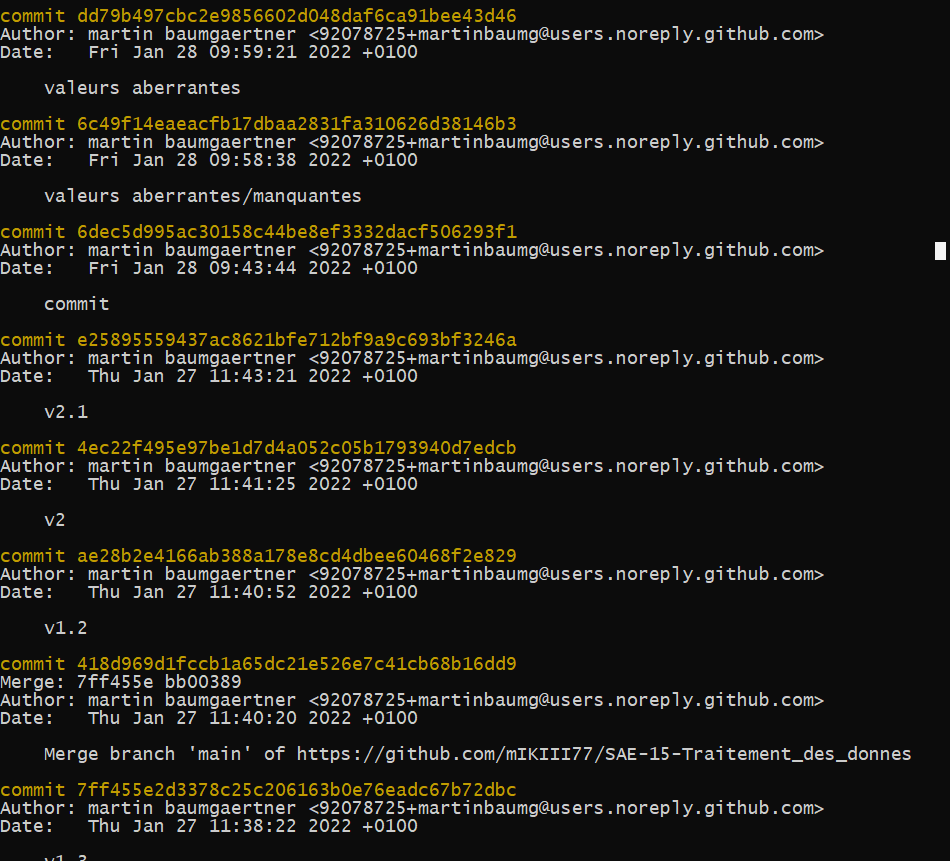 commit dd79b497cbc2e9856602d048daf6ca91bee43d46
Author: martin baumgaertner <92078725+martinbaumg@users.noreply.github.com>
Date:   Fri Jan 28 09:59:21 2022 +0100
valeurs aberrantes
commit 6c49f14eaeacfb17dbaa2831fa310626d38146b3
Author: martin baumgaertner <92078725+martinbaumg@users.noreply.github.com>
Date:   Fri Jan 28 09:58:38 2022 +0100
valeurs aberrantes/manquantes
commit 6dec5d995ac30158c44be8ef3332dacf506293f1
Author: martin baumgaertner <92078725+martinbaumg@users.noreply.github.com>
Date:   Fri Jan 28 09:43:44 2022 +0100
commit
commit e25895559437ac8621bfe712bf9a9c693bf3246a
Author: martin baumgaertner <92078725+martinbaumg@users.noreply.github.com>
Date:   Thu Jan 27 11:43:21 2022 +0100
v2.1
commit 4ec22f495e97be1d7d4a052c05b1793940d7edcb
Author: martin baumgaertner <92078725+martinbaumg@users.noreply.github.com>
Date:   Thu Jan 27 11:41:25 2022 +0100
v2
commit ae28b2e4166ab388a178e8cd4dbee60468f2e829
Author: martin baumgaertner <92078725+martinbaumg@users.noreply.github.com>
Date:   Thu Jan 27 11:40:52 2022 +0100
v1.2
commit 418d969d1fccb1a65dc21e526e7c41cb68b16dd9
Merge: 7ff455e bb00389
Author: martin baumgaertner <92078725+martinbaumg@users.noreply.github.com>
Date:   Thu Jan 27 11:40:20 2022 +0100
Merge branch 'main' of https://github.com/mIKIII77/SAE-15-Traitement_des_donnes
commit 7ff455e2d3378c25c206163b0e76eadc67b72dbc
Author: martin baumgaertner <92078725+martinbaumg@users.noreply.github.com>
Date:   Thu Jan 27 11:38:22 2022 +0100